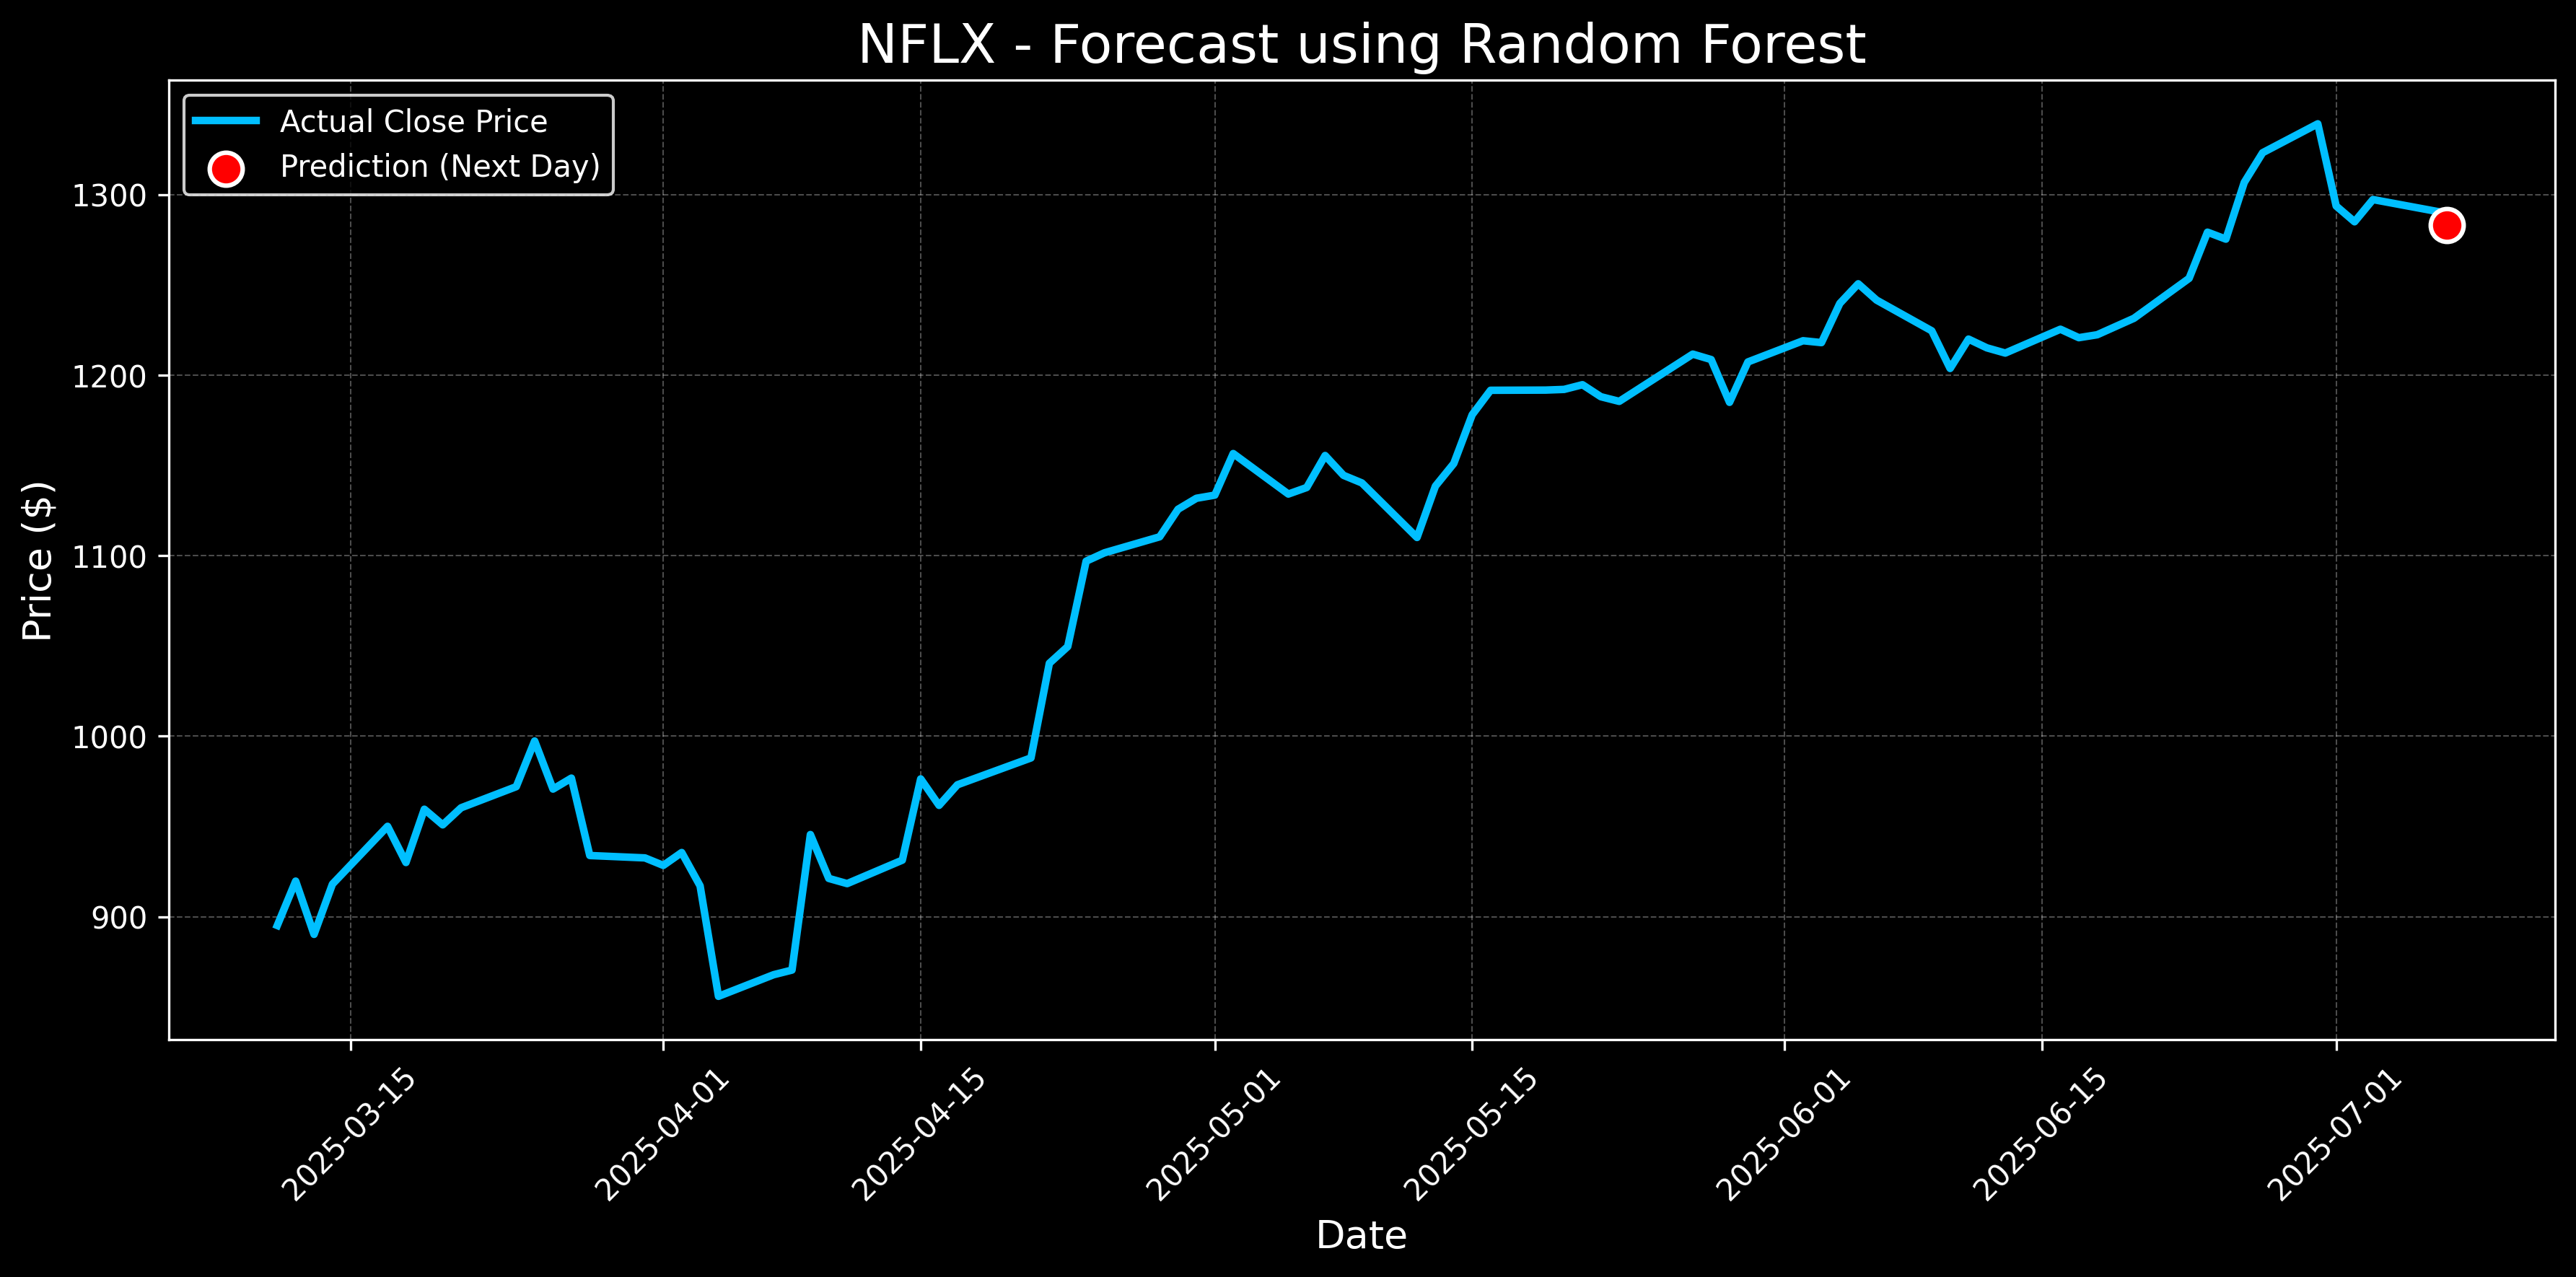 NFLX - Forecast using Random Forest
Actual Close Price
Prediction (Next Day)
Price ($)
1300
1200
1100
1000
900
2025-03-15
2025-04-01
2025-04-15
2025-05-01
2025-05-15
2025-06-01
2025-06-15
2025-07-01
Date